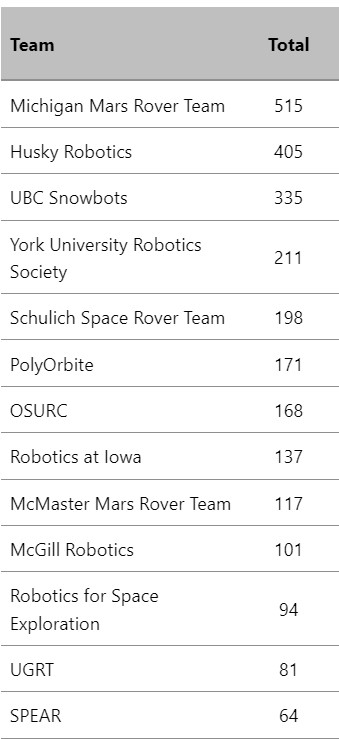 Team Total
Michigan Mars Rover Team 515
Husky Robotics 405
UBC Snowbots 335
York University Robotics
Society 211
Schulich Space Rover Team 198
PolyOrbite 171
OSURC 168
Robotics at Iowa 137
McMaster Mars Rover Team 117
McGill Robotics 101
Robotics for Space
Exploration 94
UGRT 81
SPEAR 64